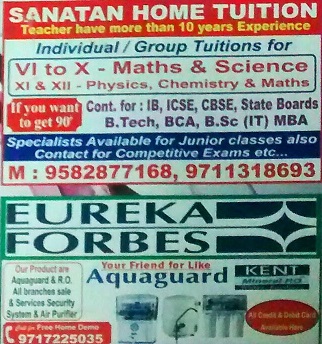 SANATAN HOME TUITION
Teacher have more than 10 years Experience
Individual / Group Tuitions for
VI to X - Maths & Science
XI & XII - Physics, Chemistry & Maths
If you want to get 90'
Cont. for : IB, ICSE, CBSE, State Boards
B.Tech, BCA, B.Sc (IT) MBA
Specialists Available for Junior classes also
Contact for Competitive Exams etc...
M : 9582877168, 9711318693
EUREKA
FORBES
Our Product are
Aquaguard & R.O.
All branches sale
& Services Security
System & Air Purifier
Your Friend for Like
Aquaguard
KENT
Mineral RO
Call for Free Home Demo
9717225035
All Credit & Debit Card
Available Here